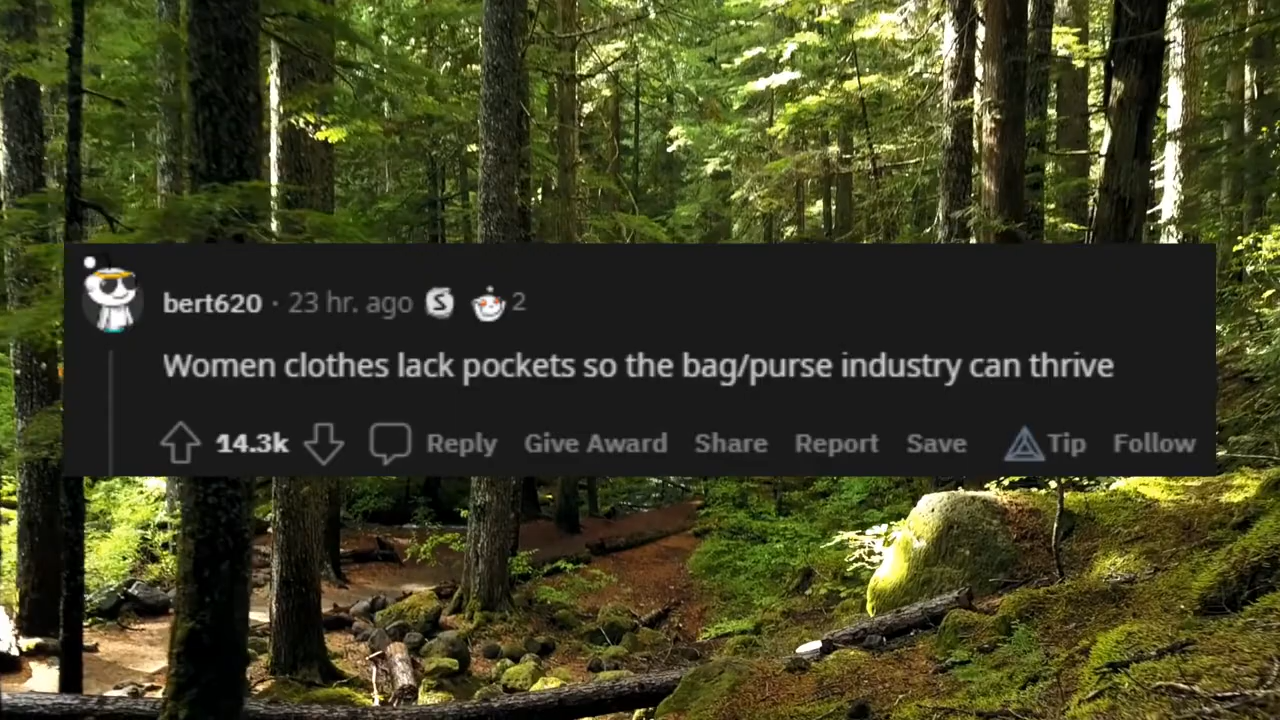 bert620 · 23 hr. ago 2
Women clothes lack pockets so the bag/purse industry can thrive
14.3k Reply Give Award Share Report Save Tip Follow